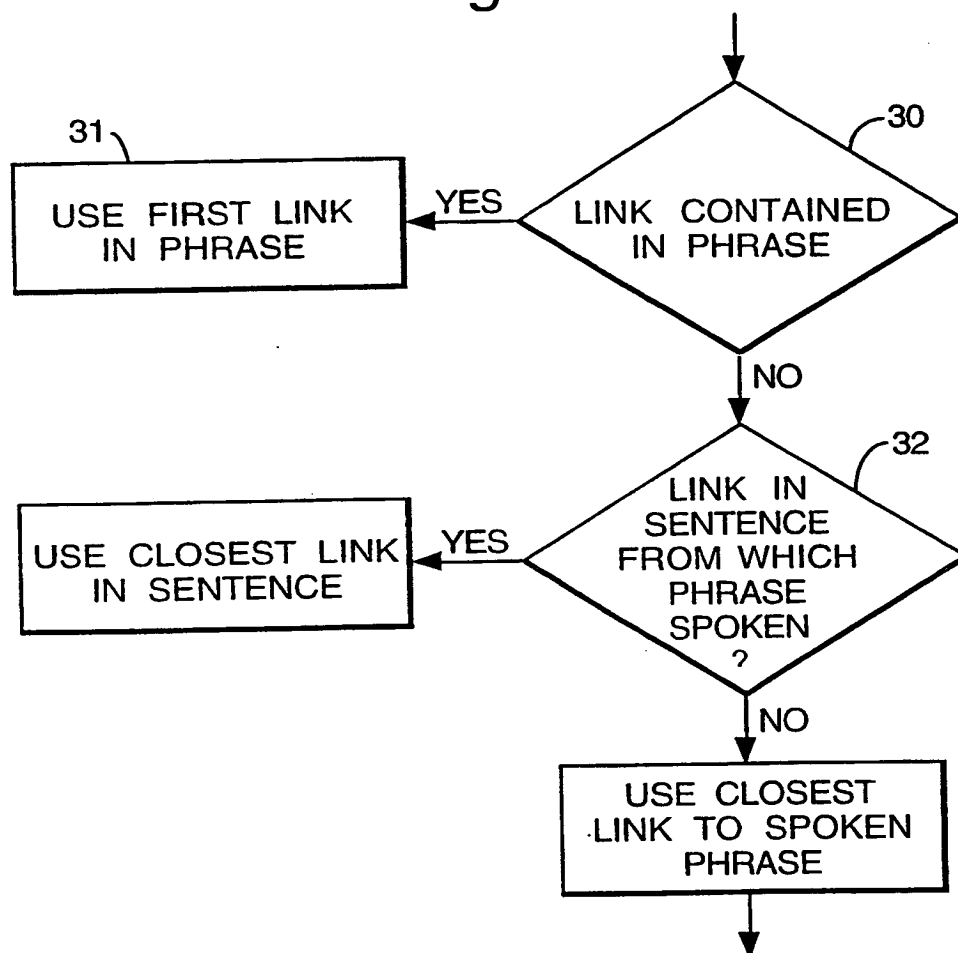 30
LINK CONTAINED
IN PHRASE
YES
31
USE FIRST LINK
IN PHRASE
NO
32
LINK IN
SENTENCE
FROM WHICH
PHRASE
SPOKEN
?
YES
USE CLOSEST LINK
IN SENTENCE
NO
USE CLOSEST
LINK TO SPOKEN
PHRASE